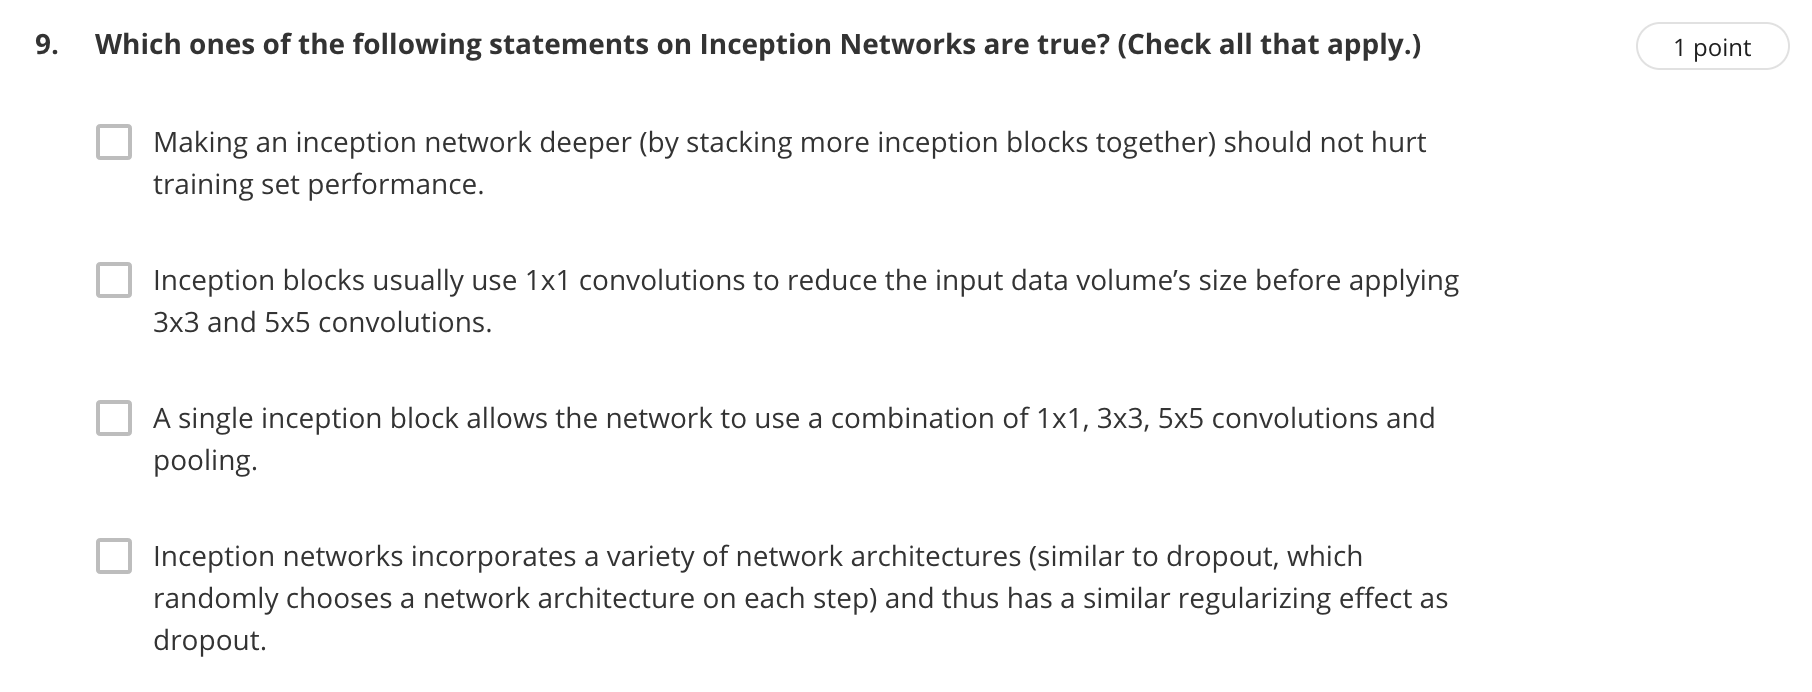 9. Which ones of the following statements on Inception Networks are true? (Check all that apply.)
1 point
Making an inception network deeper (by stacking more inception blocks together) should not hurt
training set performance.
Inception blocks usually use 1x1 convolutions to reduce the input data volume’s size before applying
3x3 and 5x5 convolutions.
A single inception block allows the network to use a combination of 1x1, 3x3, 5x5 convolutions and
pooling.
Inception networks incorporates a variety of network architectures (similar to dropout, which
randomly chooses a network architecture on each step) and thus has a similar regularizing effect as
dropout.